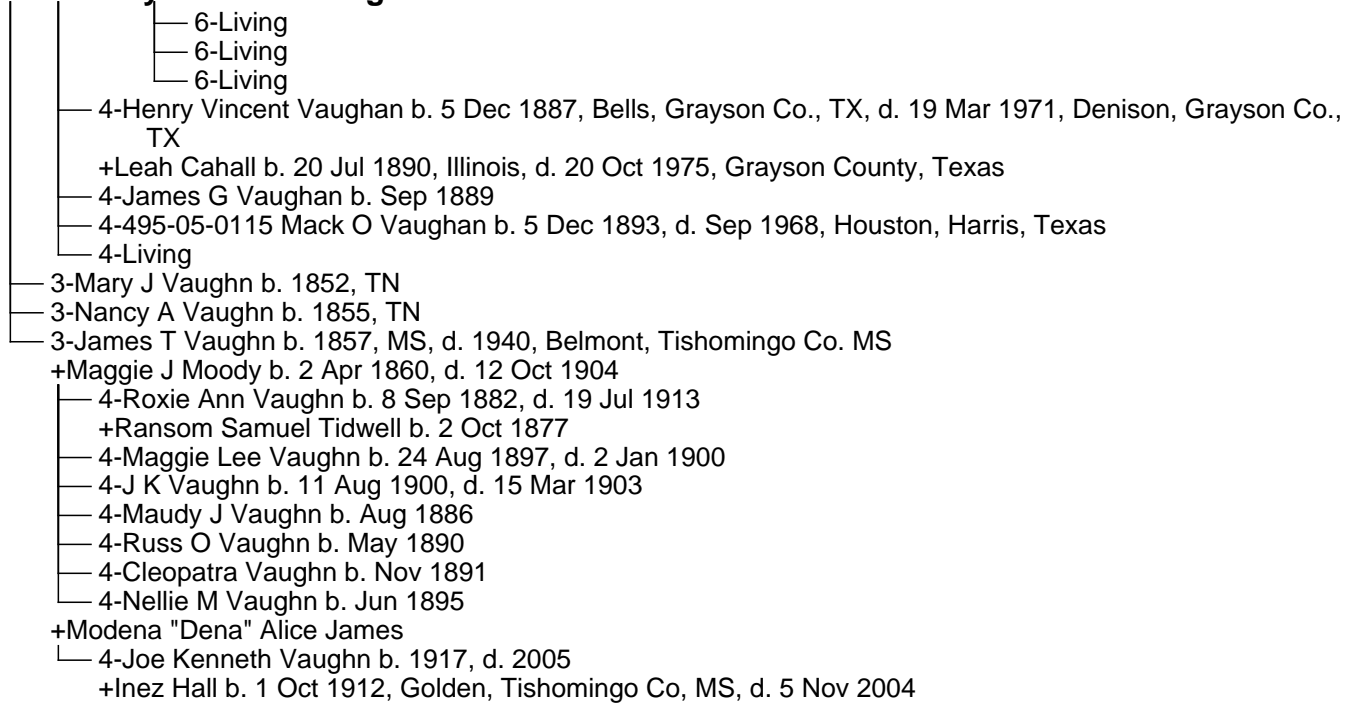 6-Living
6-Living
6-Living
4-Henry Vincent Vaughan b. 5 Dec 1887, Bells, Grayson Co., TX, d. 19 Mar 1971, Denison, Grayson Co.,
TX
+Leah Cahall b. 20 Jul 1890, Illinois, d. 20 Oct 1975, Grayson County, Texas
4-James G Vaughan b. Sep 1889
4-495-05-0115 Mack O Vaughan b. 5 Dec 1893, d. Sep 1968, Houston, Harris, Texas
4-Living
3-Mary J Vaughn b. 1852, TN
3-Nancy A Vaughn b. 1855, TN
3-James T Vaughn b. 1857, MS, d. 1940, Belmont, Tishomingo Co. MS
+Maggie J Moody b. 2 Apr 1860, d. 12 Oct 1904
4-Roxie Ann Vaughn b. 8 Sep 1882, d. 19 Jul 1913
+Ransom Samuel Tidwell b. 2 Oct 1877
4-Maggie Lee Vaughn b. 24 Aug 1897, d. 2 Jan 1900
4-J K Vaughn b. 11 Aug 1900, d. 15 Mar 1903
4-Maudy J Vaughn b. Aug 1886
4-Russ O Vaughn b. May 1890
4-Cleopatra Vaughn b. Nov 1891
4-Nellie M Vaughn b. Jun 1895
+Modena "Dena" Alice James
4-Joe Kenneth Vaughn b. 1917, d. 2005
+Inez Hall b. 1 Oct 1912, Golden, Tishomingo Co, MS, d. 5 Nov 2004